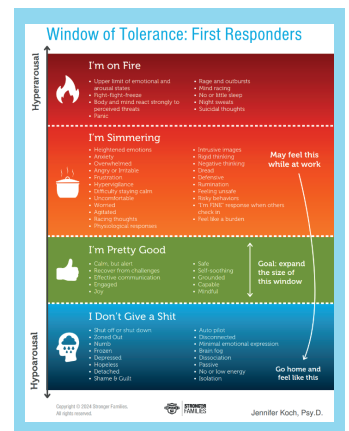 Window of Tolerance: First Responders
Hyperarousal
I'm on Fire
• Upper limit of emotional and
arousal states
• Fight-flight-freeze
• Body and mind react strongly to
perceived threats
• Panic
• Rage and outbursts
• Mind racing
• No or little sleep
• Night sweats
• Suicidal thoughts
I'm Simmering
• Heightened emotions
• Anxiety
• Overwhelmed
• Angry or Irritable
• Frustration
• Hypervigilance
• Difficulty staying calm
• Uncomfortable
• Worried
• Agitated
• Racing thoughts
• Physiological responses
• Intrusive images
• Rigid thinking
• Negative thinking
• Dread
• Defensive
• Rumination
• Feeling unsafe
• Risky behaviors
• "I'm FINE" response when others
check in
• Feel like a burden
May feel this
while at work
I'm Pretty Good
• Calm, but alert
• Recover from challenges
• Effective communication
• Engaged
• Joy
• Safe
• Self-soothing
• Grounded
• Capable
• Mindful
Goal: expand
the size of
this window
I Don't Give a Shit
• Shut off or shut down
• Zoned Out
• Numb
• Frozen
• Depressed
• Hopeless
• Detached
• Shame & Guilt
• Auto pilot
• Disconnected
• Minimal emotional expression
• Brain fog
• Dissociation
• Passive
• No or low energy
• Isolation
Go home and
feel like this
Hypoarousal
Copyright © 2024 Stronger Families.
All rights reserved.
STRONGER
FAMILIES
Jennifer Koch, Psy.D.